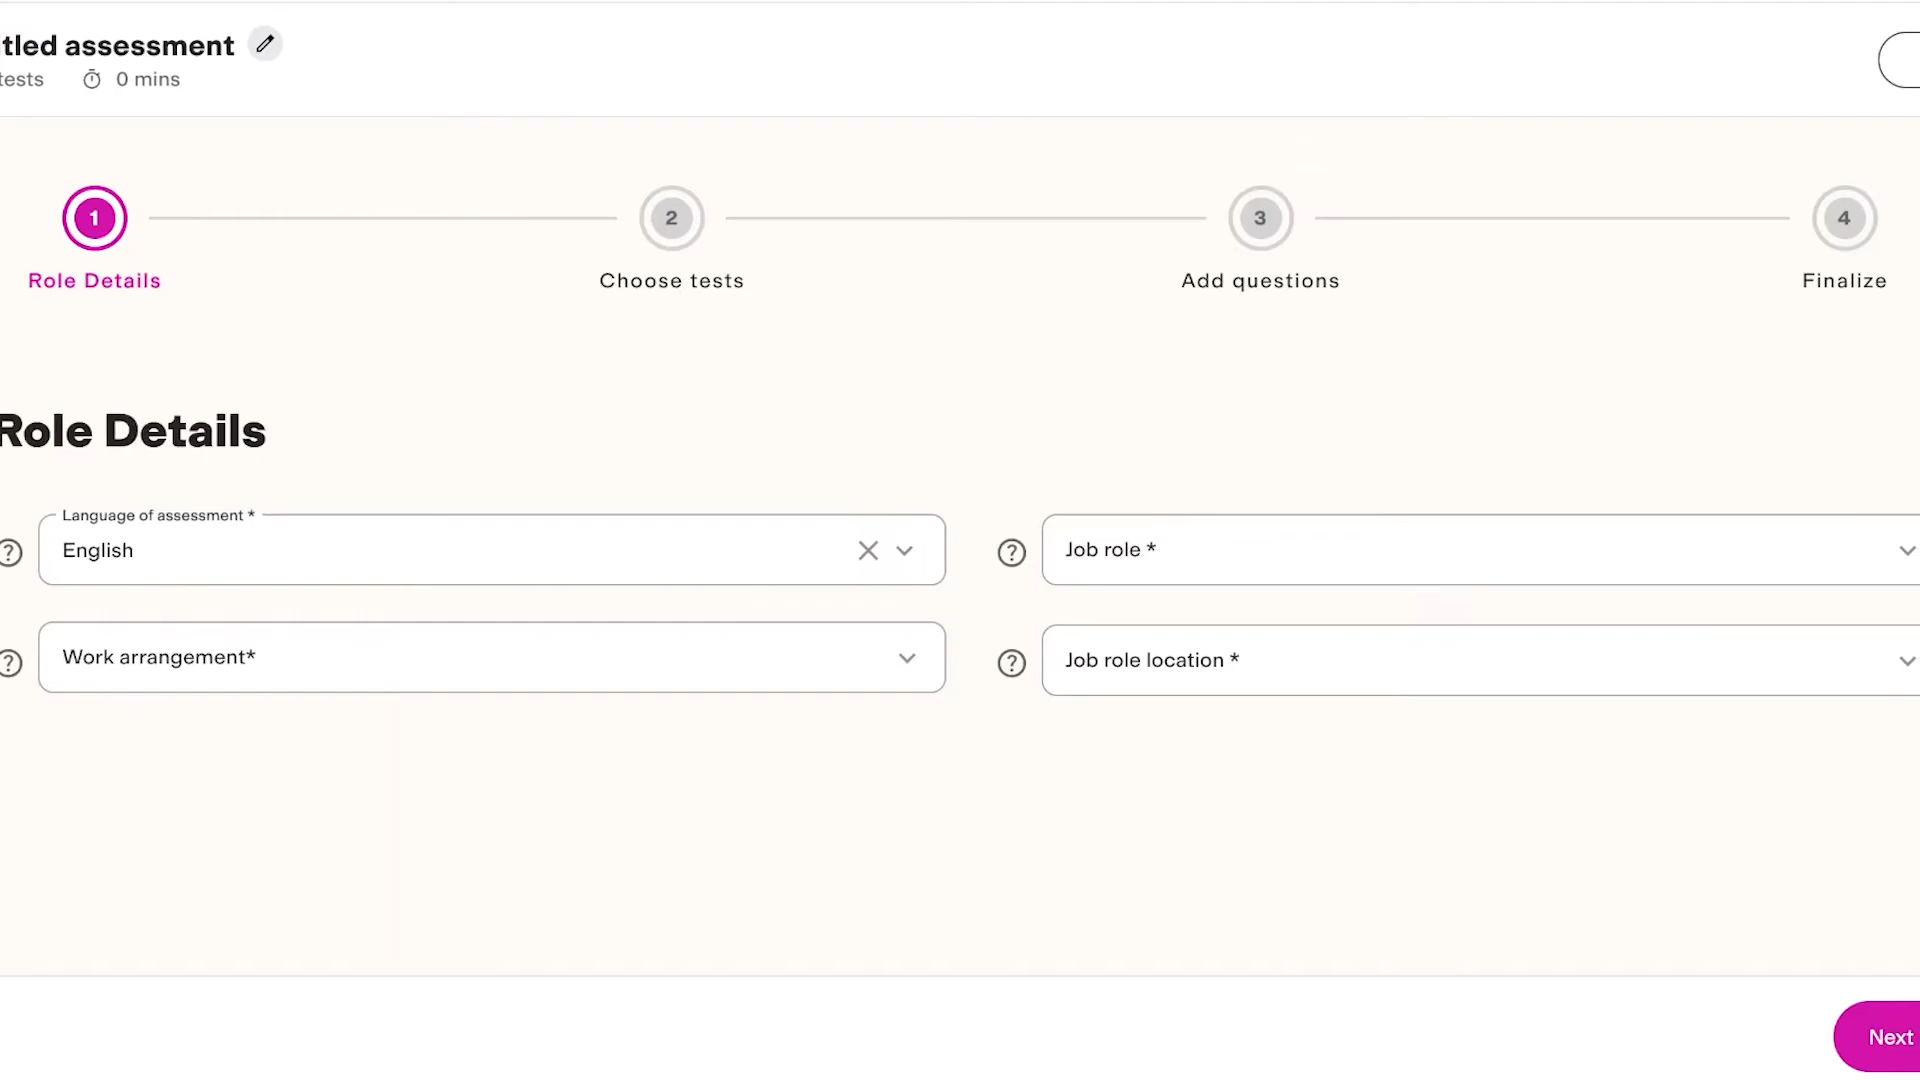 tled assessment
tests 0 mins
1 2 3 4
Role Details Choose tests Add questions Finalize
Role Details
Language of assessment *
English
Job role *
Work arrangement*
Job role location *
Next